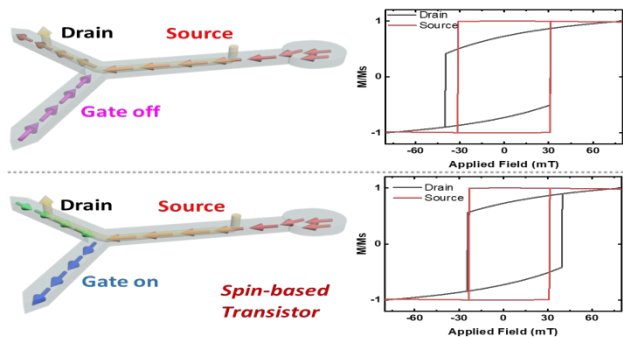 Drain
Source
Gate off
M/Ms
1
0
-1
Drain
Source
-60
-30
0
30
60
Applied Field (mT)
Drain
Source
Gate on
Spin-based
Transistor
M/Ms
1
0
-1
Drain
Source
-60
-30
0
30
60
Applied Field (mT)